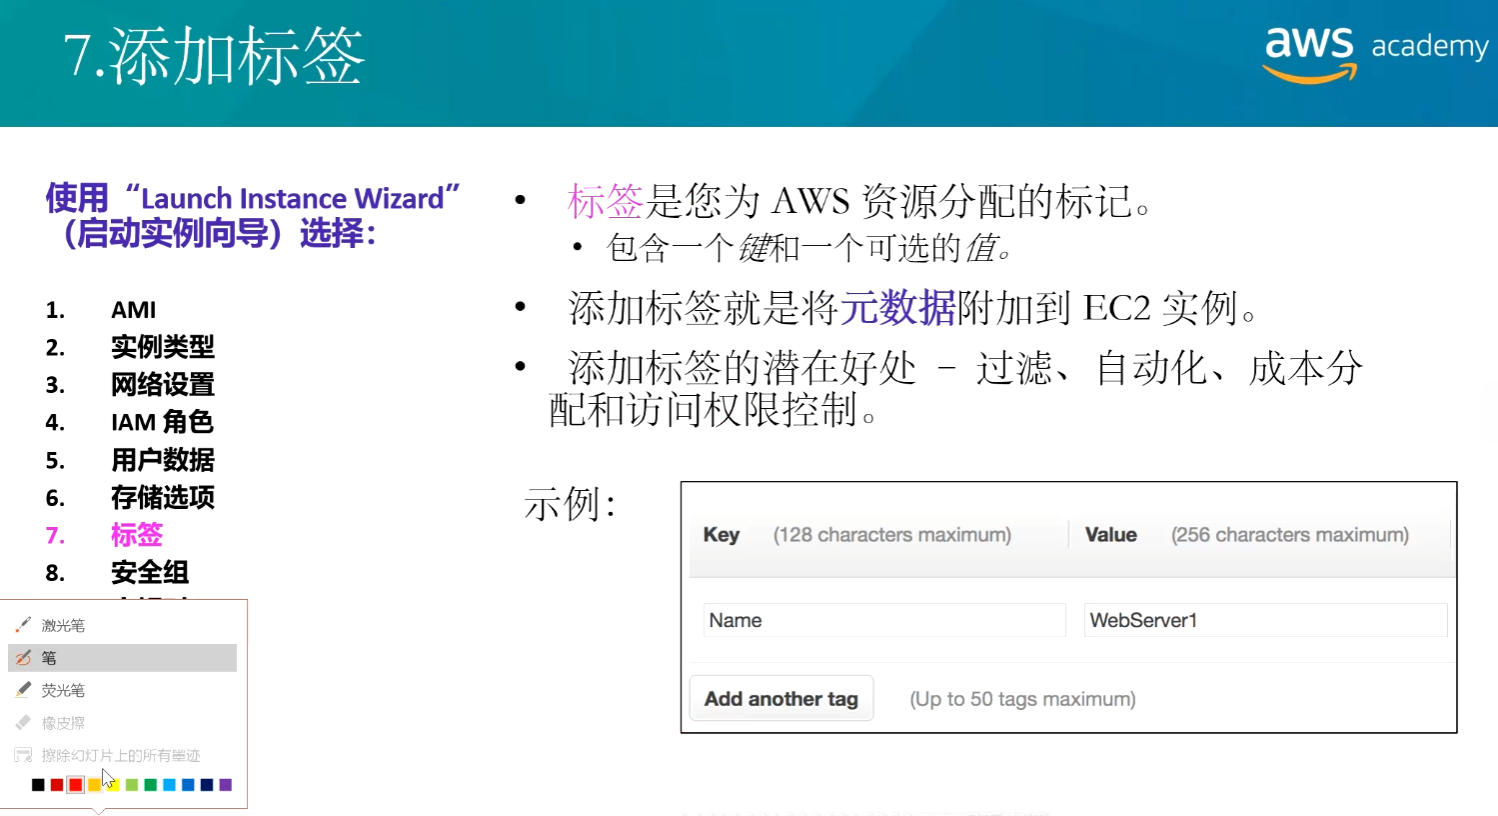 7.添加标签
aws academy
使用“Launch Instance Wizard”
（启动实例向导）选择：
1. AMI
2. 实例类型
3. 网络设置
4. IAM 角色
5. 用户数据
6. 存储选项
7. 标签
8. 安全组
• 标签是您为 AWS 资源分配的标记。
• 包含一个键和一个可选的值。
• 添加标签就是将元数据附加到 EC2 实例。
• 添加标签的潜在好处 – 过滤、自动化、成本分
配和访问权限控制。
示例：
Key (128 characters maximum) Value (256 characters maximum)
Name WebServer1
Add another tag (Up to 50 tags maximum)
激光笔
笔
荧光笔
橡皮擦
擦除幻灯片上的所有墨迹